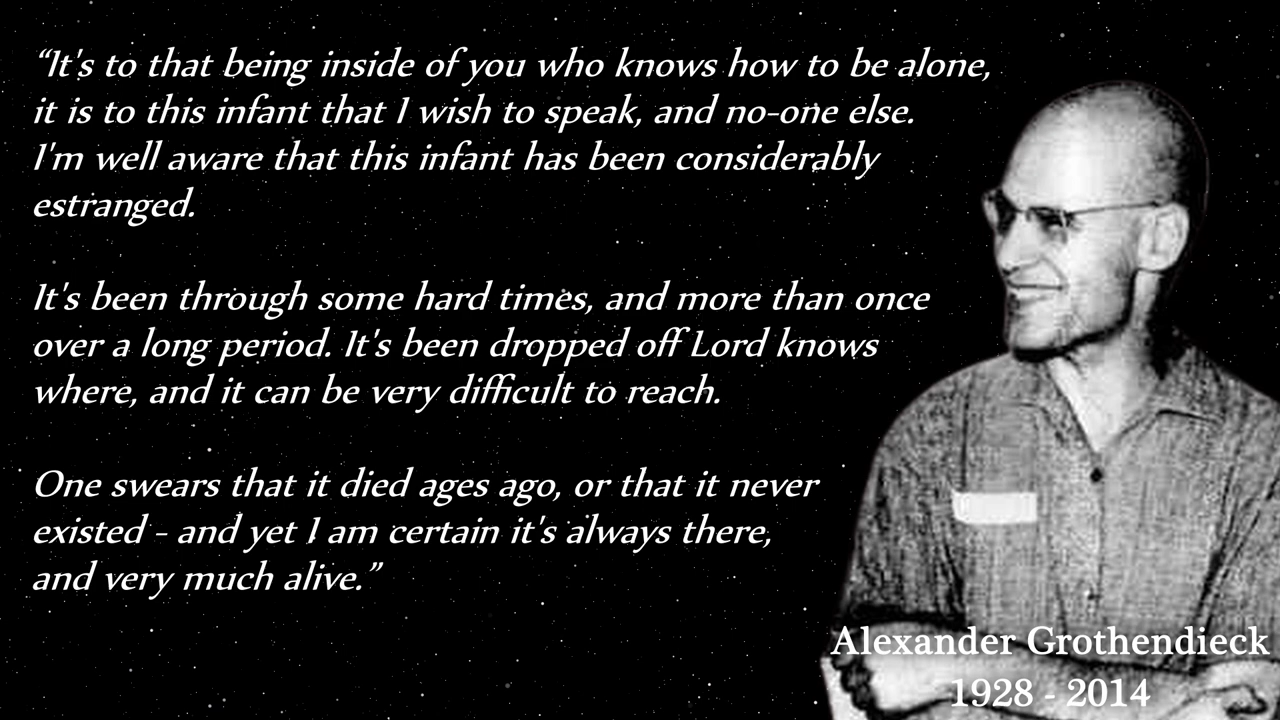 “It's to that being inside of you who knows how to be alone,
it is to this infant that I wish to speak, and no-one else.
I'm well aware that this infant has been considerably
estranged.
It's been through some hard times, and more than once
over a long period. It's been dropped off Lord knows
where, and it can be very difficult to reach.
One swears that it died ages ago, or that it never
existed - and yet I am certain it's always there,
and very much alive.”
Alexander Grothendieck
1928 - 2014